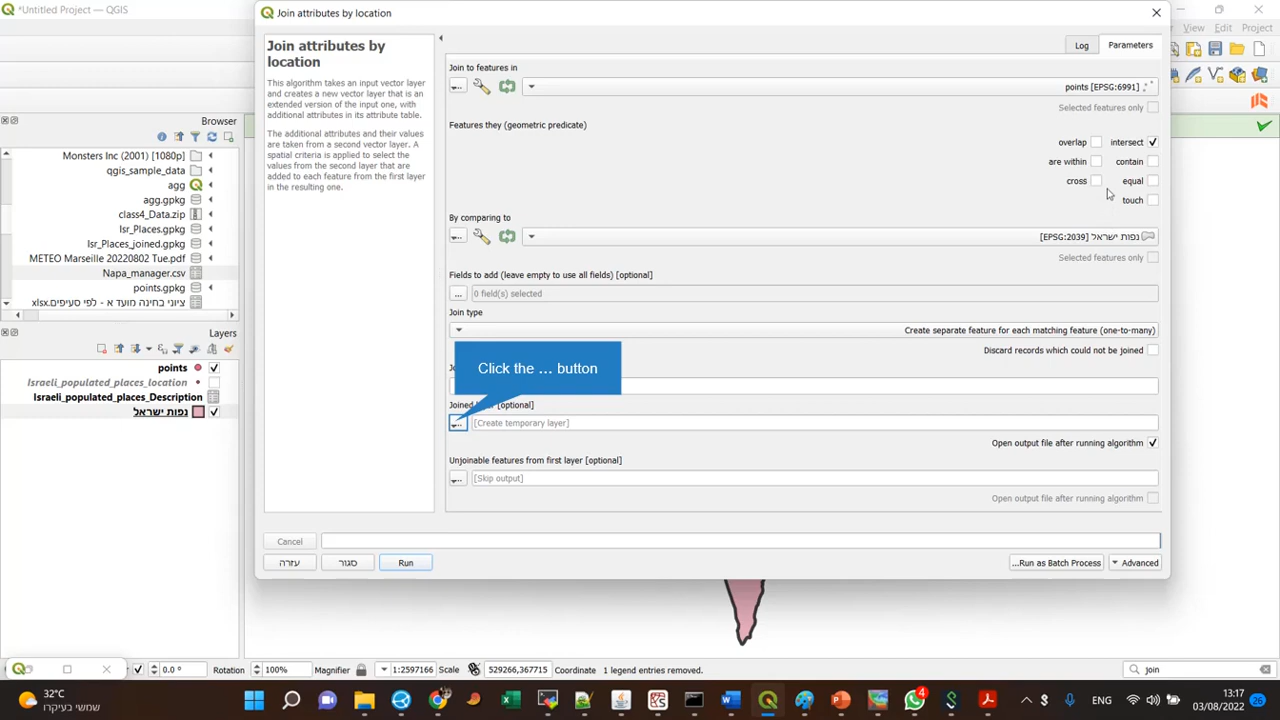 *Untitled Project — QGIS
Join attributes by location
View Edit Project
Join attributes by
location
This algorithm takes an input vector layer
and creates a new vector layer that is an
extended version of the input one, with
additional attributes in its attribute table.
The additional attributes and their values
are taken from a second vector layer. A
spatial criteria is applied to select the
values from the second layer that are
added to each feature from the first layer
in the resulting one.
Log Parameters
Join to features in
points [EPSG:6991]
Selected features only
Features they (geometric predicate)
overlap intersect
are within contain
cross equal
touch
By comparing to
נפות ישראל [EPSG:2039]
Selected features only
Fields to add (leave empty to use all fields) [optional]
... 0 field(s) selected
Join type
Create separate feature for each matching feature (one-to-many)
Discard records which could not be joined
Click the ... button
[optional]
[Create temporary layer]
Open output file after running algorithm
Unjoinable features from first layer [optional]
[Skip output]
Open output file after running algorithm
Cancel
עזרה סגור Run
...Run as Batch Process Advanced
Browser
Monsters Inc (2001) [1080p]
qgis_sample_data
agg
agg.gpkg
class4_Data.zip
Isr_Places.gpkg
Isr_Places_joined.gpkg
METEO Marseille 20220802 Tue.pdf
Napa_manager.csv
points.gpkg
ציוני בחינה מועד א - לפי סעיפים.xlsx
Layers
points
Israeli_populated_places_location
Israeli_populated_places_Description
נפות ישראל
0.0 ° Rotation 100% Magnifier 1:2597166 Scale 529266,367715 Coordinate 1 legend entries removed.
join
32°C
שמשי בעיקרו
4
ENG
13:17
03/08/2022
26